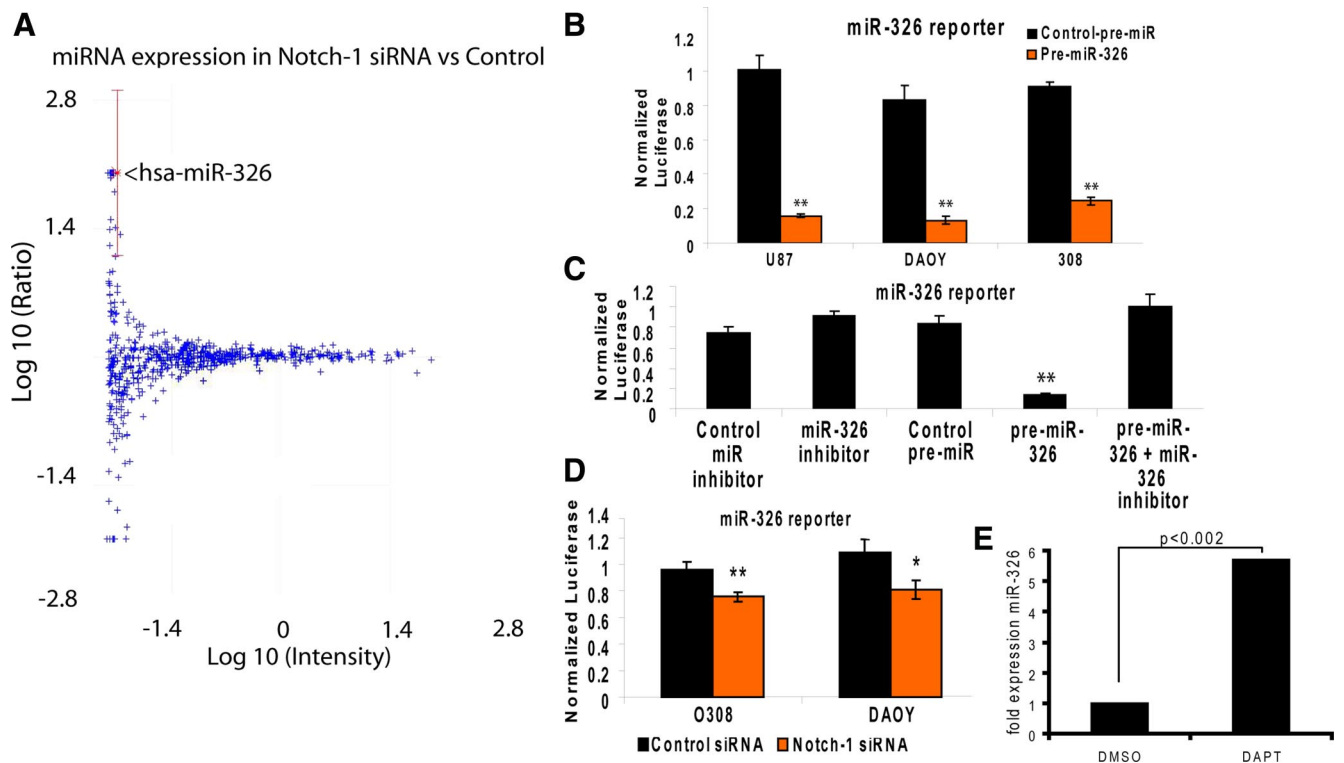 A
miRNA expression in Notch-1 siRNA vs Control
2.8
<hsa-miR-326
1.4
-1.4
-2.8
Log 10 (Ratio)
-1.4
0
1.4
2.8
Log 10 (Intensity)
B
miR-326 reporter
Control-pre-miR
Pre-miR-326
Normalized
Luciferase
1.2
1
0.8
0.6
0.4
0.2
0
**
**
**
U87
DAOY
308
C
miR-326 reporter
Normalized
Luciferase
1.2
1
0.8
0.6
0.4
0.2
0
**
Control
miR
inhibitor
miR-326
inhibitor
Control
pre-miR
pre-miR-
326
pre-miR-
326 + miR-
326
inhibitor
D
miR-326 reporter
Normalized Luciferase
1.4
1.2
1
0.8
0.6
0.4
0.2
0
**
*
O308
DAOY
Control siRNA
Notch-1 siRNA
E
p<0.002
fold expression miR-326
6
5
4
3
2
1
0
DMSO
DAPT